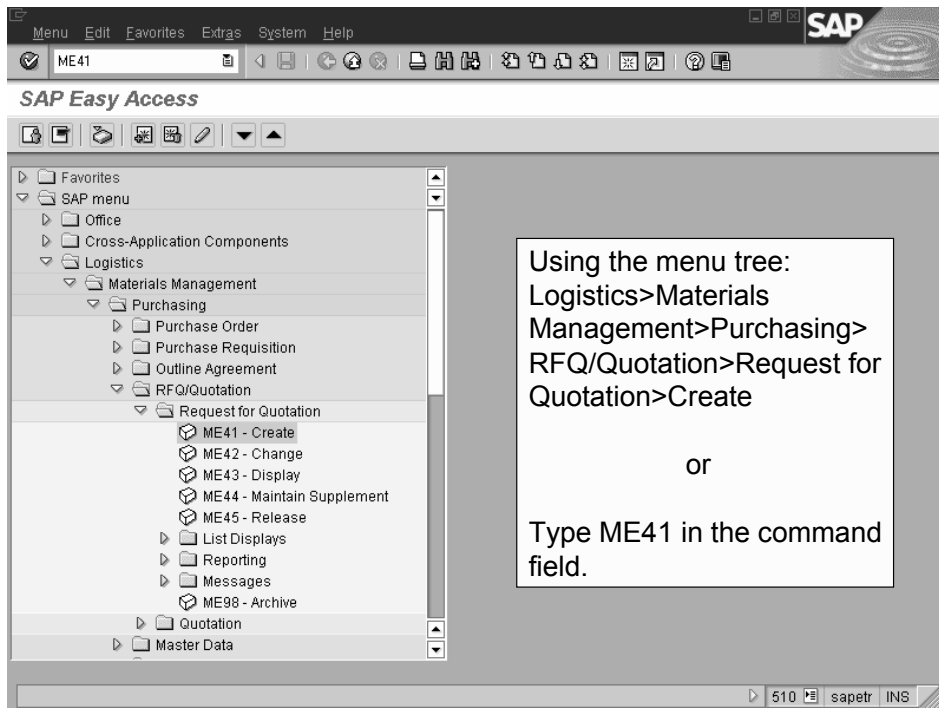 Menu Edit Favorites Extras System Help
SAP
ME41
SAP Easy Access
Favorites
SAP menu
Office
Cross-Application Components
Logistics
Materials Management
Purchasing
Purchase Order
Purchase Requisition
Outline Agreement
RFQ/Quotation
Request for Quotation
ME41 - Create
ME42 - Change
ME43 - Display
ME44 - Maintain Supplement
ME45 - Release
List Displays
Reporting
Messages
ME98 - Archive
Quotation
Master Data
Using the menu tree:
Logistics>Materials
Management>Purchasing>
RFQ/Quotation>Request for
Quotation>Create
or
Type ME41 in the command
field.
510 sapetr INS